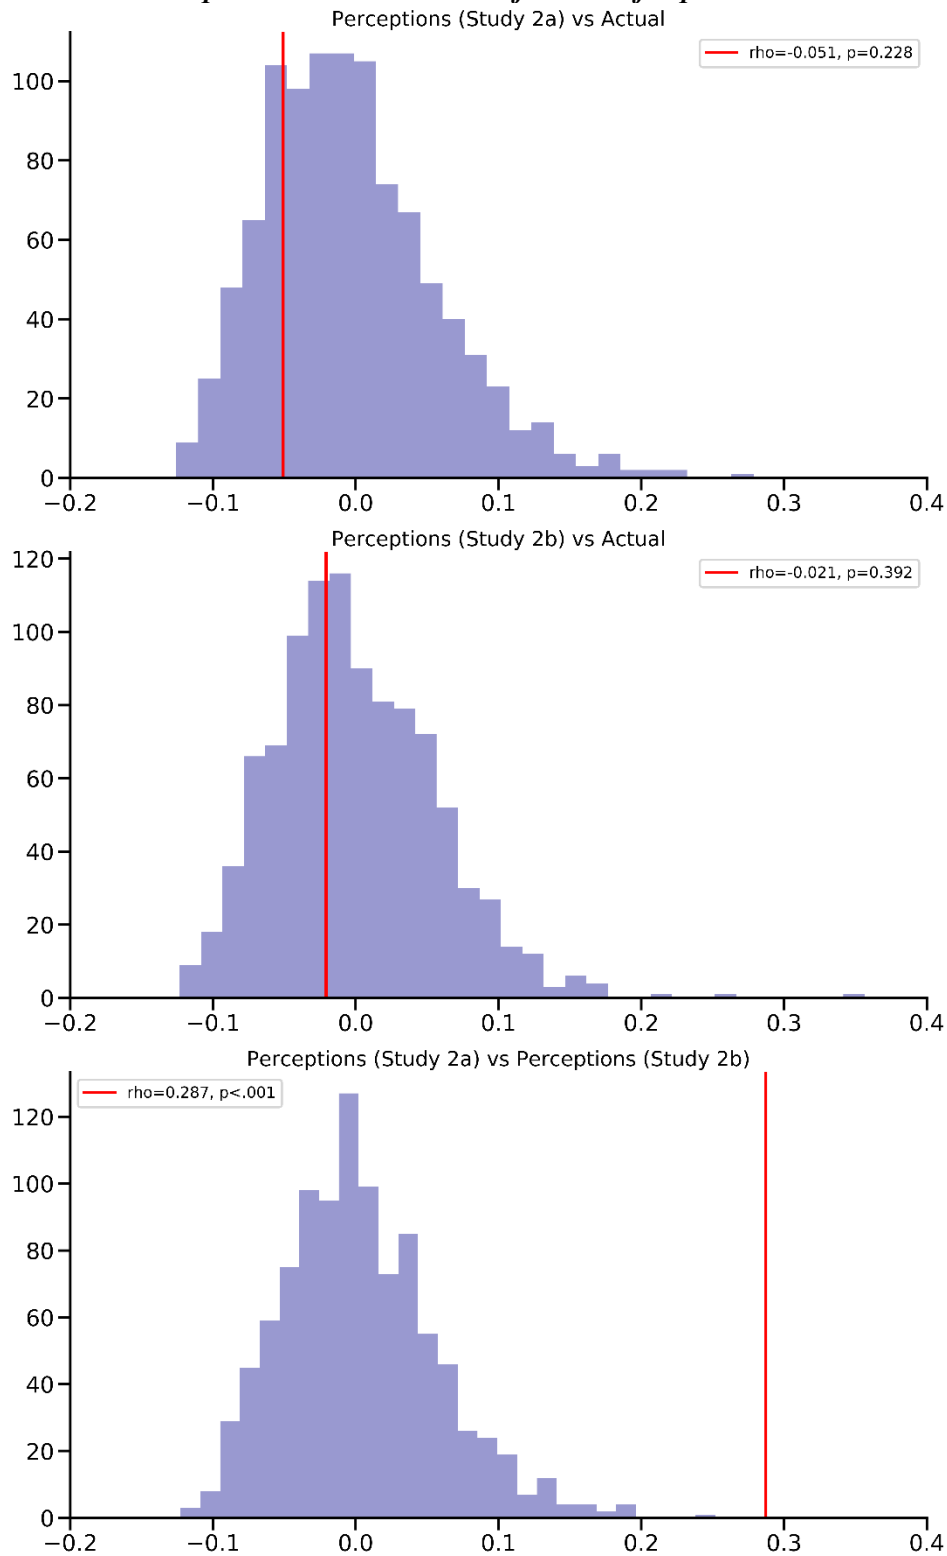 Perceptions (Study 2a) vs Actual
rho=-0.051, p=0.228
100
80
60
40
20
0
−0.2 −0.1 0.0 0.1 0.2 0.3 0.4
Perceptions (Study 2b) vs Actual
rho=-0.021, p=0.392
120
100
80
60
40
20
0
−0.2 −0.1 0.0 0.1 0.2 0.3 0.4
Perceptions (Study 2a) vs Perceptions (Study 2b)
rho=0.287, p<.001
120
100
80
60
40
20
0
−0.2 −0.1 0.0 0.1 0.2 0.3 0.4